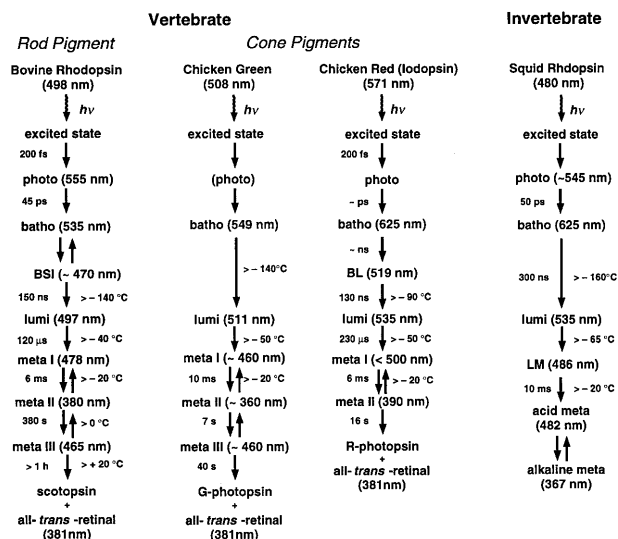 Vertebrate
Invertebrate
Rod Pigment
Cone Pigments
Bovine Rhodopsin
(498 nm)
hν
excited state
200 fs
photo (555 nm)
45 ps
batho (535 nm)
BSI (~ 470 nm)
150 ns > – 140 °C
lumi (497 nm)
120 μs > – 40 °C
meta I (478 nm)
6 ms > – 20 °C
meta II (380 nm)
380 s > 0°C
meta III (465 nm)
> 1 h > + 20°C
scotopsin
+
all- trans -retinal
(381nm)
Chicken Green
(508 nm)
hν
excited state
(photo)
batho (549 nm)
> – 140°C
lumi (511 nm)
> – 50 °C
meta I (~ 460 nm)
10 ms > – 20 °C
meta II (~ 360nm)
7 s
meta III (~ 460 nm)
40 s
G-photopsin
+
all- trans -retinal
(381nm)
Chicken Red (Iodopsin)
(571 nm)
hν
excited state
200 fs
photo
~ ps
batho (625 nm)
~ ns
BL (519 nm)
130 ns > – 90 °C
lumi (535 nm)
230 μs > – 50 °C
meta I (< 500 nm)
6 ms > – 20 °C
meta II (390 nm)
16 s
R-photopsin
+
all- trans -retinal
(381nm)
Squid Rhdopsin
(480 nm)
hν
excited state
photo (~545 nm)
50 ps
batho (625 nm)
300 ns > – 160°C
lumi (535 nm)
> – 65 °C
LM (486 nm)
10 ms > – 20 °C
acid meta
(482 nm)
alkaline meta
(367 nm)